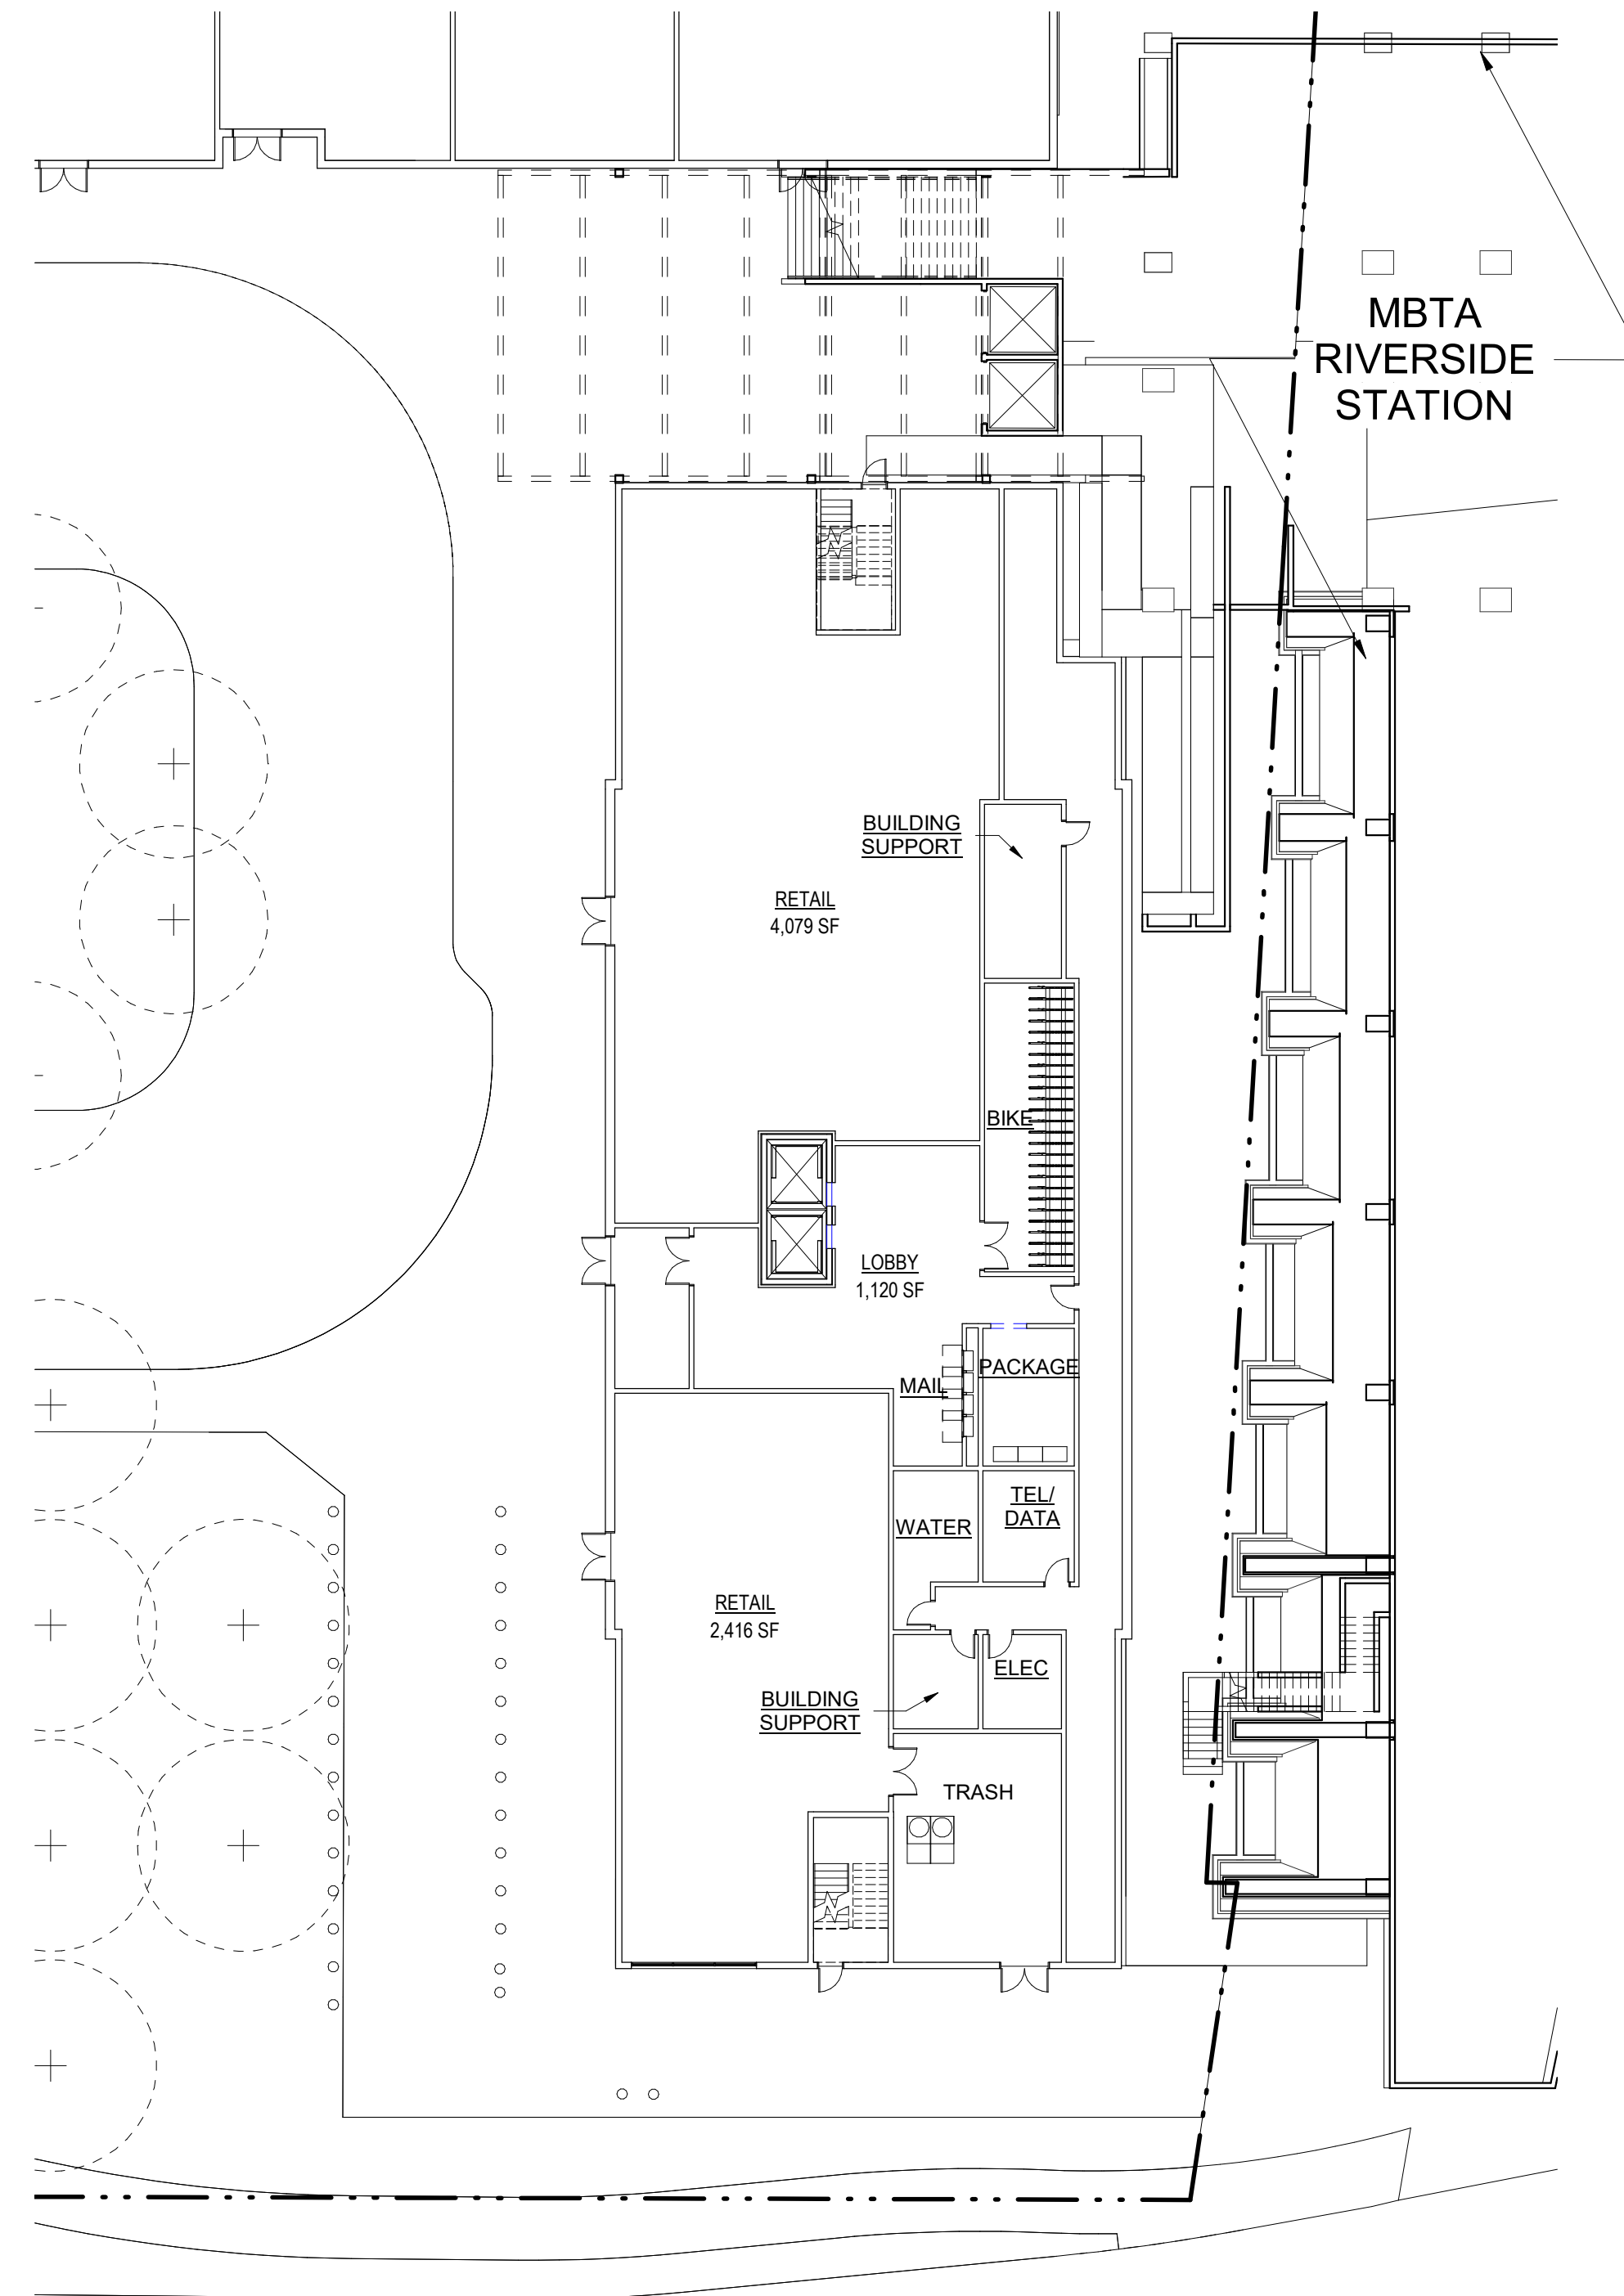 MBTA
RIVERSIDE
STATION
BUILDING
SUPPORT
RETAIL
4,079 SF
BIKE
LOBBY
1,120 SF
PACKAGE
MAIL
TEL/
DATA
WATER
RETAIL
2,416 SF
ELEC
BUILDING
SUPPORT
TRASH